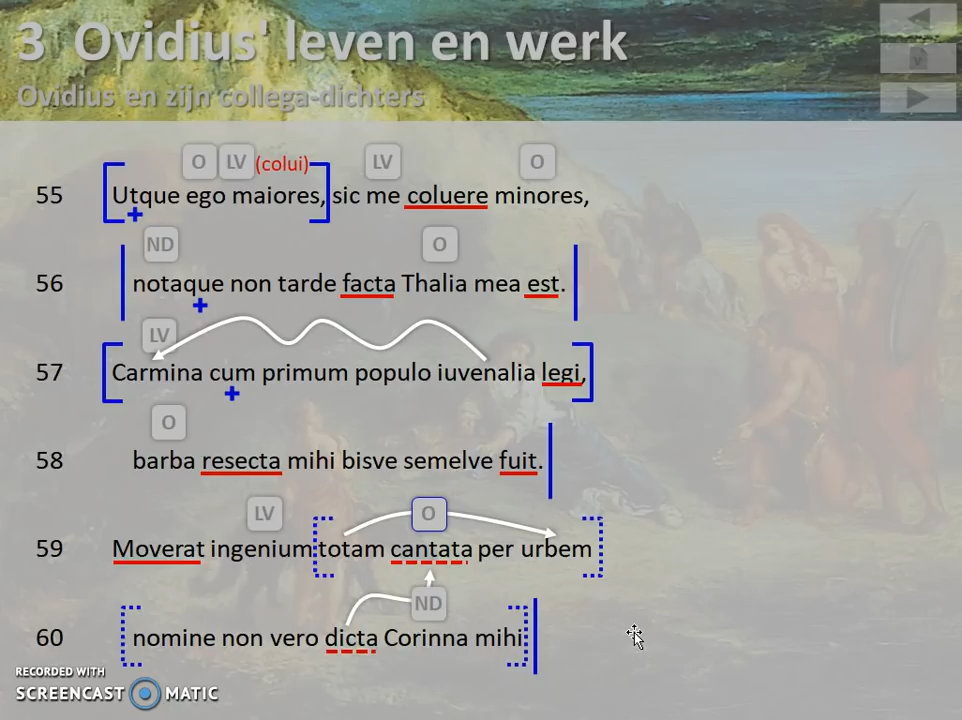 3 Ovidius' leven en werk
Ovidius en zijn collega-dichters
O LV (colui) LV O
55 Utque ego maiores, sic me coluere minores,
ND O
56 notaque non tarde facta Thalia mea est.
LV
57 Carmina cum primum populo iuvenalia legi,
O
58 barba resecta mihi bisve semelve fuit.
LV O
59 Moverat ingenium totam cantata per urbem
ND
60 nomine non vero dicta Corinna mihi
RECORDED WITH
SCREENCAST MATIC